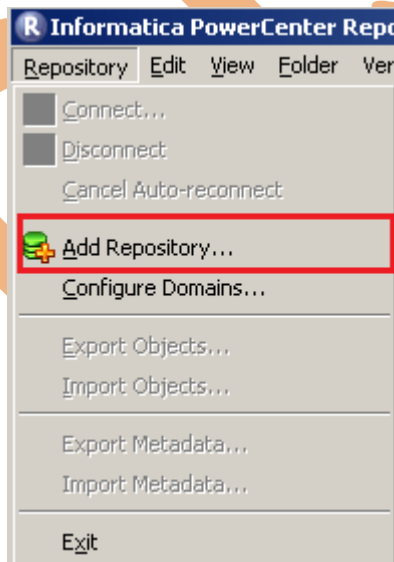 R Informatica PowerCenter Repo
Repository Edit View Folder Ver
Connect...
Disconnect
Cancel Auto-reconnect
Add Repository...
Configure Domains...
Export Objects...
Import Objects...
Export Metadata...
Import Metadata...
Exit